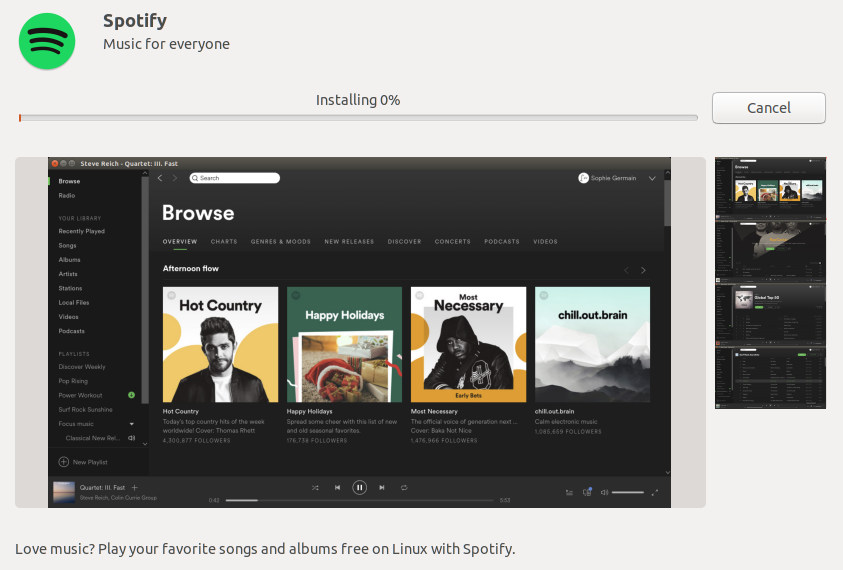 Spotify
Music for everyone
Installing 0%
Cancel
Steve Reich - Quartet: III. Fast
Browse
Radio
YOUR LIBRARY
Recently Played
Songs
Albums
Artists
Stations
Local Files
Videos
Podcasts
PLAYLISTS
Discover Weekly
Pop Rising
Power Workout
Surf Rock Sunshine
Focus music
Classical New Rel...
New Playlist
Search
Sophie Germain
Browse
OVERVIEW CHARTS GENRES & MOODS NEW RELEASES DISCOVER CONCERTS PODCASTS VIDEOS
Afternoon flow
Hot Country
Happy Holidays
Most
Necessary
Early Bets
chill.out.brain
Hot Country
Today's top country hits of the week
worldwide! Cover: Thomas Rhett
4,300,977 FOLLOWERS
Happy Holidays
Spread some cheer with this list of new
and old seasonal favorites.
176,731 FOLLOWERS
Most Necessary
The official voice of generation next ...
Cover: Baka Not Nice
1,476,966 FOLLOWERS
chill.out.brain
Calm electronic music
1,085,659 FOLLOWERS
Quartet: III. Fast
Steve Reich, Colin Currie Group
0:42
5:03
Browse
Global Top 50
Love music? Play your favorite songs and albums free on Linux with Spotify.